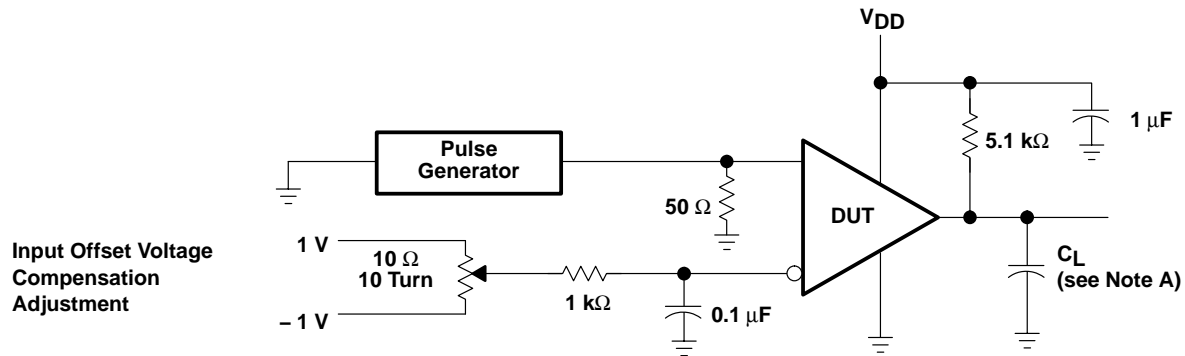 VDD
Pulse
Generator
1 μF
5.1 kΩ
50 Ω
DUT
Input Offset Voltage
Compensation
Adjustment
1 V
10 Ω
10 Turn
– 1 V
1 kΩ
0.1 μF
CL
(see Note A)